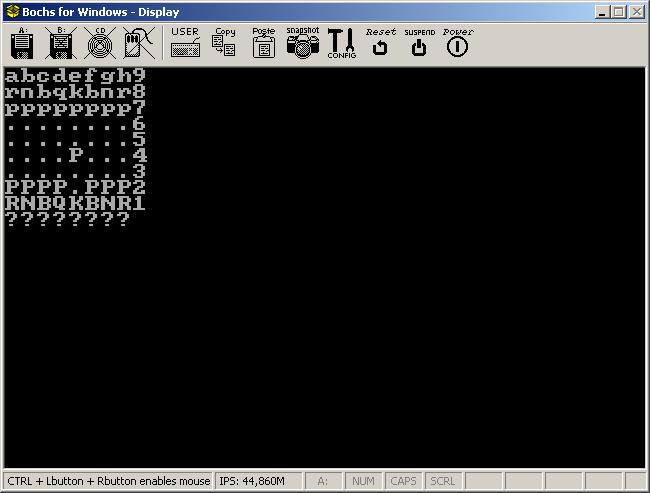 Bochs for Windows - Display
A: B: CD USER Copy Paste snapshot CONFIG Reset SUSPEND Power
abcdefgh9
rnbqkbnr8
pppppppp7
........6
........5
....P...4
........3
PPPP.PPP2
RNBQKBNR1
????????
CTRL + Lbutton + Rbutton enables mouse IPS: 44,860M A: NUM CAPS SCRL